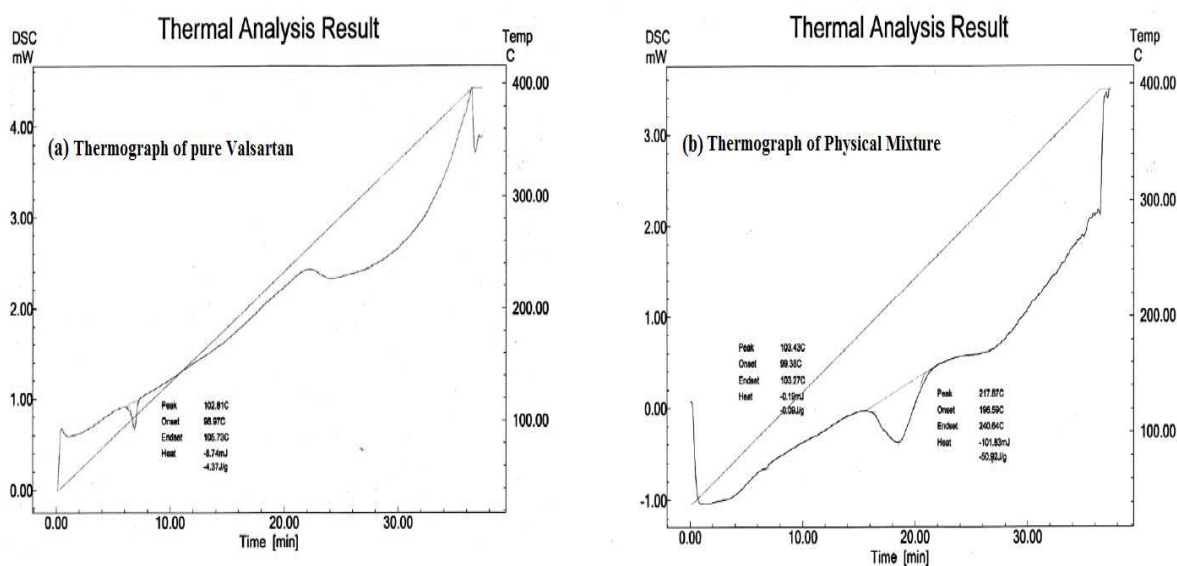 Thermal Analysis Result
DSC
mW
Temp
C
(a) Thermograph of pure Valsartan
4.00
3.00
2.00
1.00
0.00
400.00
300.00
200.00
100.00
Peak 102.81C
Onset 98.97C
Endset 105.73C
Heat -8.74mJ
-4.37J/g
0.00 10.00 20.00 30.00
Time [min]
Thermal Analysis Result
DSC
mW
Temp
C
(b) Thermograph of Physical Mixture
3.00
2.00
1.00
0.00
-1.00
400.00
300.00
200.00
100.00
Peak 103.43C
Onset 99.38C
Endset 103.27C
Heat -0.19mJ
-0.09J/g
Peak 217.87C
Onset 196.59C
Endset 240.64C
Heat -101.83mJ
-50.92J/g
0.00 10.00 20.00 30.00
Time [min]